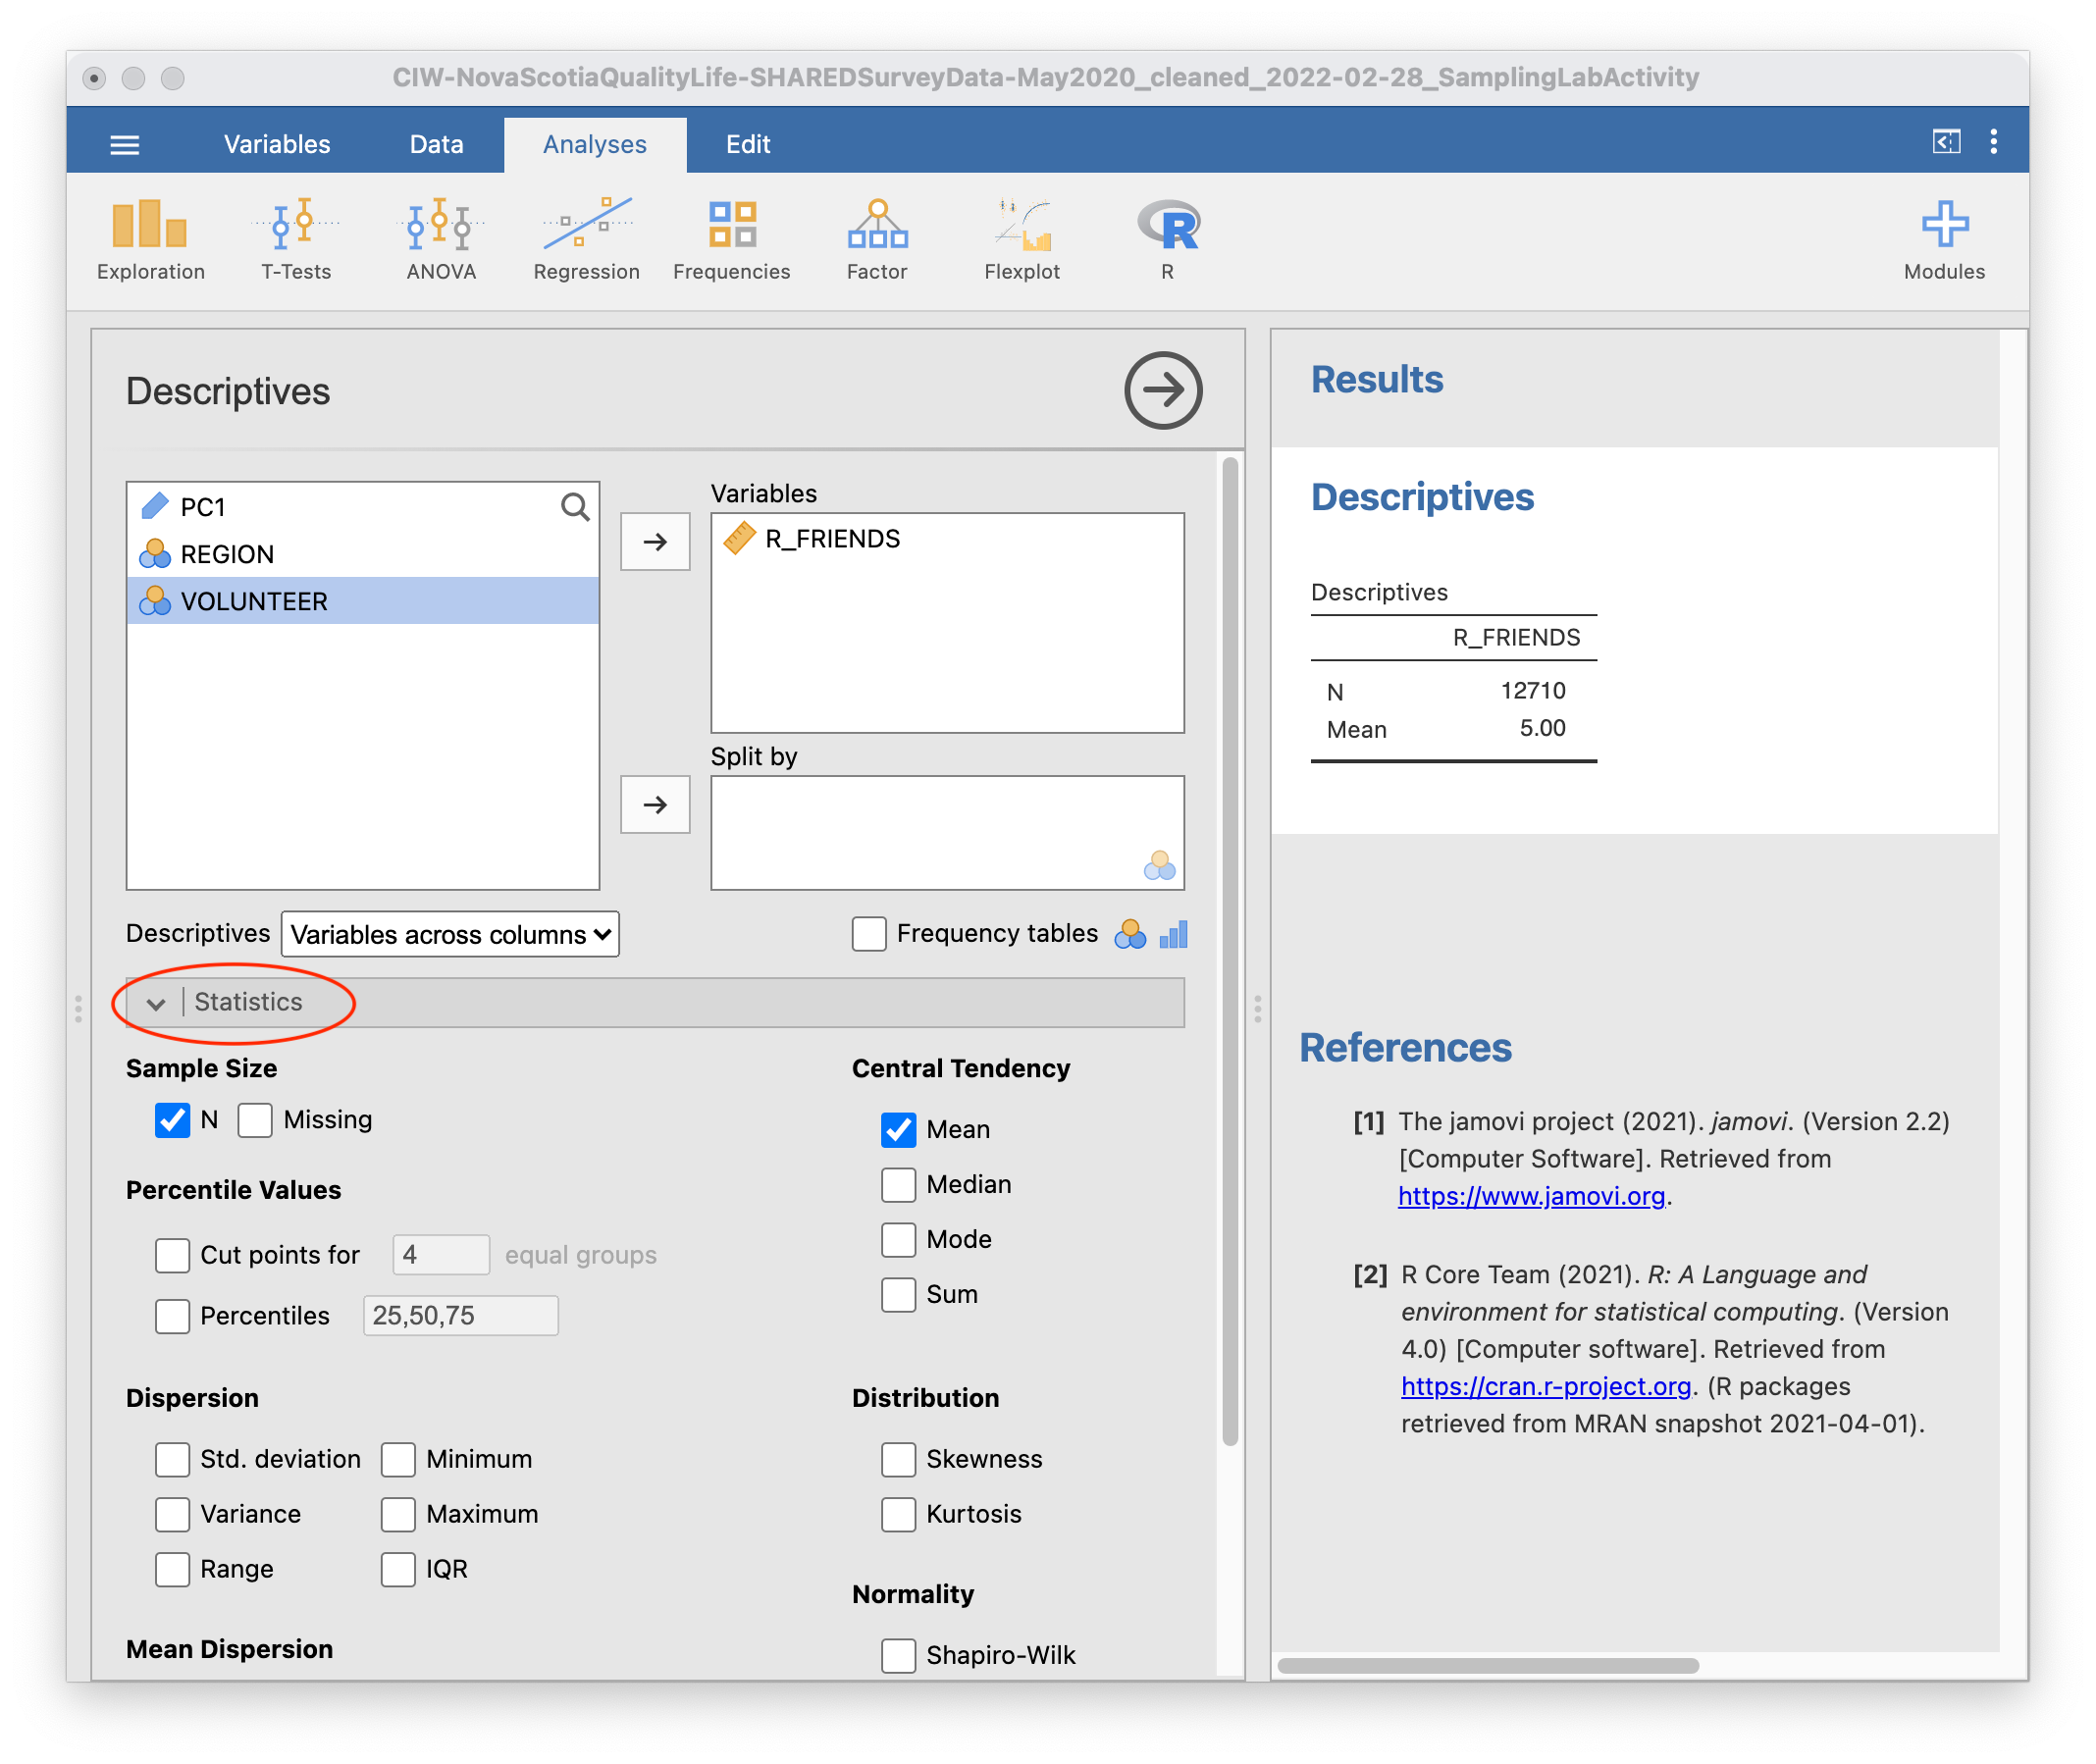 CIW-NovaScotiaQualityLife-SHAREDSurveyData-May2020_cleaned_2022-02-28_SamplingLabActivity
Variables Data Analyses Edit
Exploration T-Tests ANOVA Regression Frequencies Factor Flexplot R Modules
Descriptives
PC1
REGION
VOLUNTEER
Variables
R_FRIENDS
Split by
Descriptives Variables across columns Frequency tables
Statistics
Sample Size
N Missing
Percentile Values
Cut points for 4 equal groups
Percentiles 25,50,75
Dispersion
Std. deviation Minimum
Variance Maximum
Range IQR
Mean Dispersion
Central Tendency
Mean
Median
Mode
Sum
Distribution
Skewness
Kurtosis
Normality
Shapiro-Wilk
Results
Descriptives
Descriptives
R_FRIENDS
N 12710
Mean 5.00
References
[1] The jamovi project (2021). jamovi. (Version 2.2)
[Computer Software]. Retrieved from
https://www.jamovi.org.
[2] R Core Team (2021). R: A Language and
environment for statistical computing. (Version
4.0) [Computer software]. Retrieved from
https://cran.r-project.org. (R packages
retrieved from MRAN snapshot 2021-04-01).